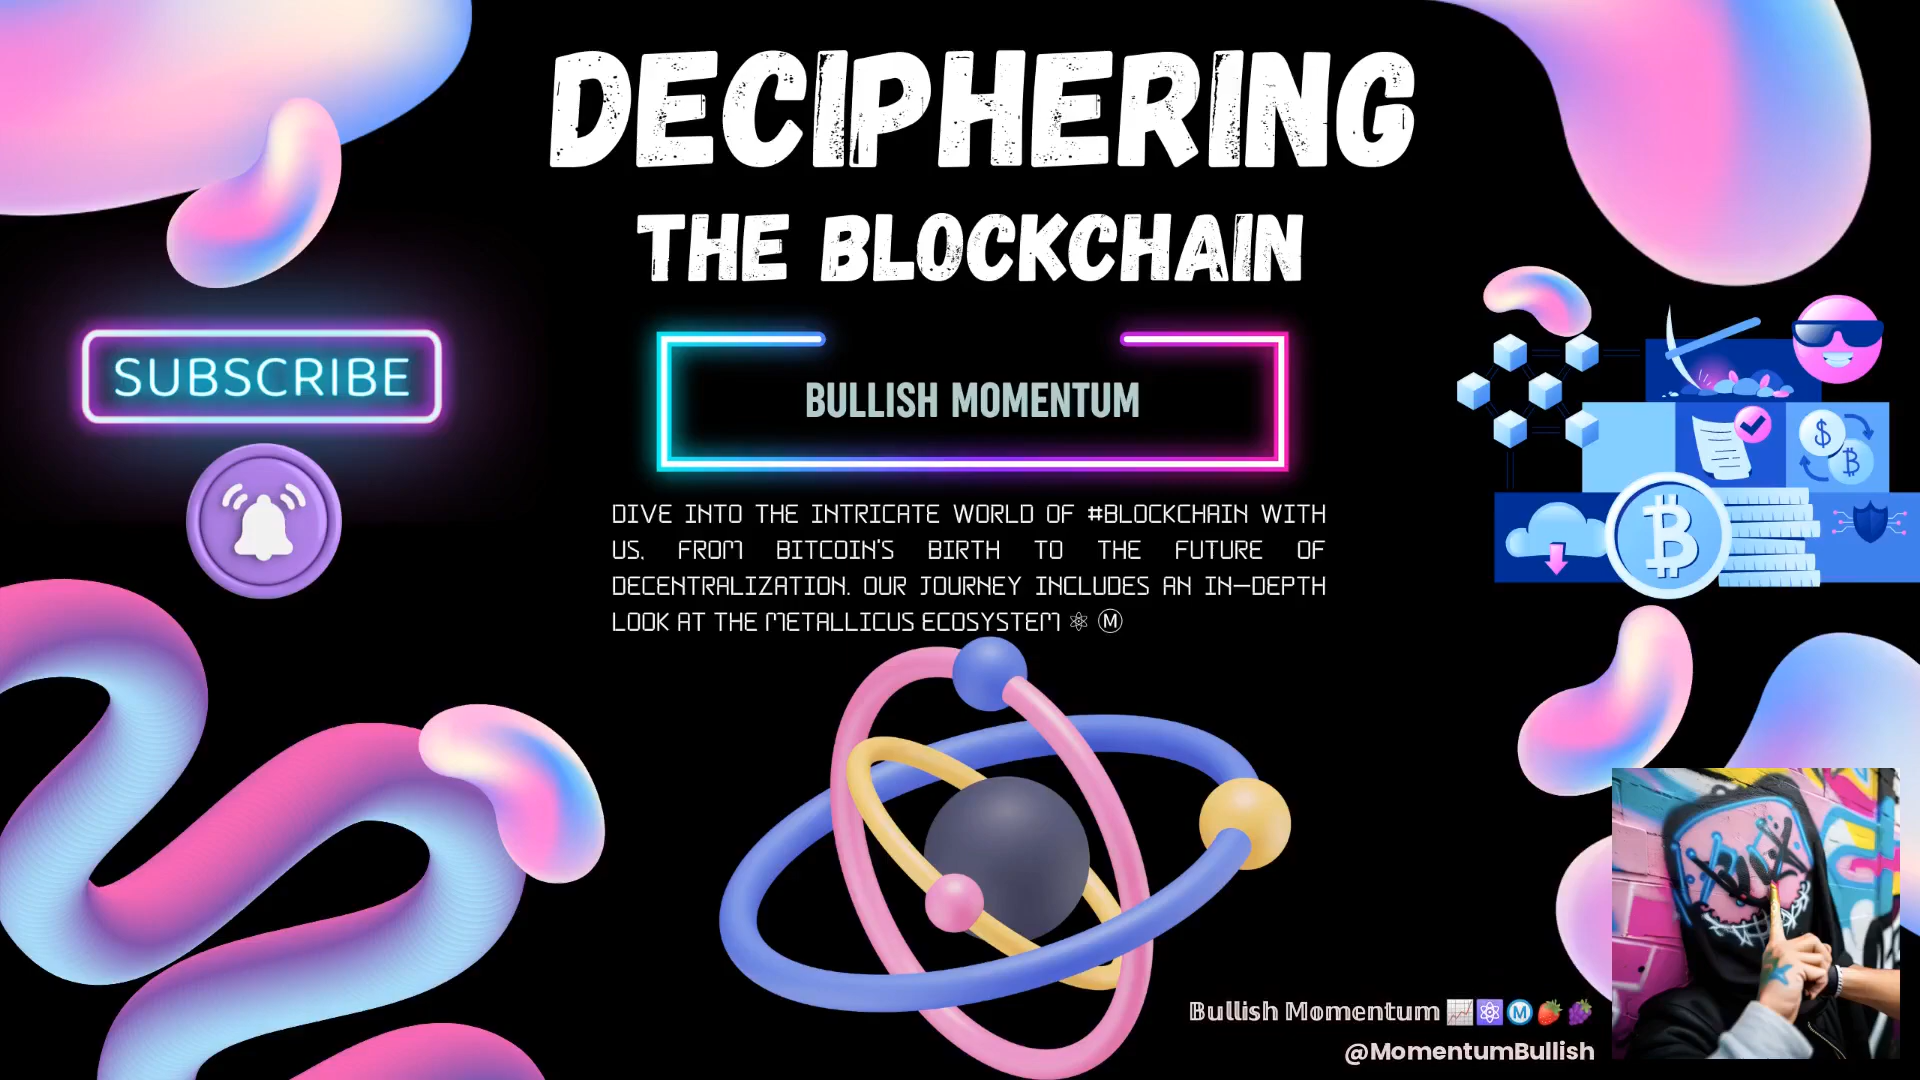 DECIPHERING
THE BLOCKCHAIN
SUBSCRIBE
BULLISH MOMENTUM
DIVE INTO THE INTRICATE WORLD OF #BLOCKCHAIN WITH
US. FROM BITCOIN'S BIRTH TO THE FUTURE OF
DECENTRALIZATION. OUR JOURNEY INCLUDES AN IN-DEPTH
LOOK AT THE METALLICUS ECOSYSTEM ⚛ Ⓜ
Bullish Momentum 📈⚛️Ⓜ️🍓🍇
@MomentumBullish